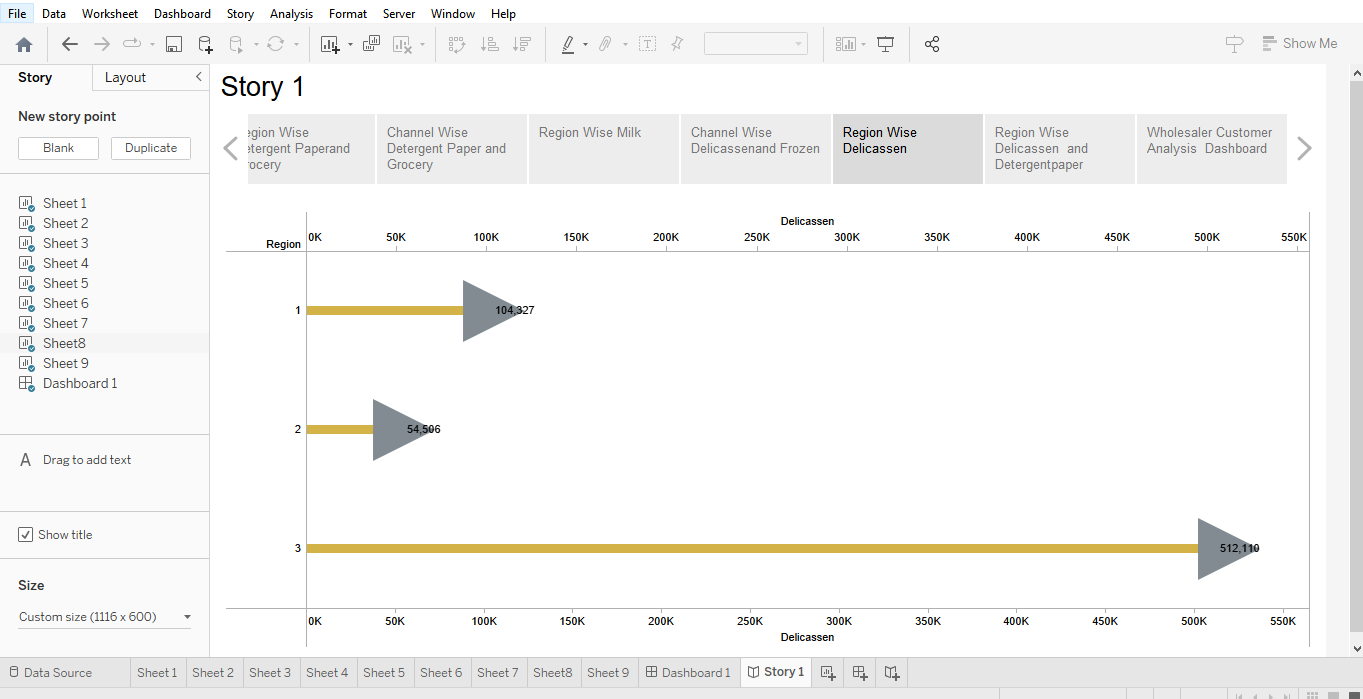 File Data Worksheet Dashboard Story Analysis Format Server Window Help
Show Me
Story Layout
New story point
Blank Duplicate
Sheet 1
Sheet 2
Sheet 3
Sheet 4
Sheet 5
Sheet 6
Sheet 7
Sheet8
Sheet 9
Dashboard 1
A Drag to add text
Show title
Size
Custom size (1116 x 600)
Story 1
egion Wise
etergent Paperand
rocery
Channel Wise
Detergent Paper and
Grocery
Region Wise Milk
Channel Wise
Delicassenand Frozen
Region Wise
Delicassen
Region Wise
Delicassen and
Detergentpaper
Wholesaler Customer
Analysis Dashboard
Delicassen
Region 0K 50K 100K 150K 200K 250K 300K 350K 400K 450K 500K 550K
1 104,327
2 54,506
3 512,110
0K 50K 100K 150K 200K 250K 300K 350K 400K 450K 500K 550K
Delicassen
Data Source Sheet 1 Sheet 2 Sheet 3 Sheet 4 Sheet 5 Sheet 6 Sheet 7 Sheet8 Sheet 9 Dashboard 1 Story 1